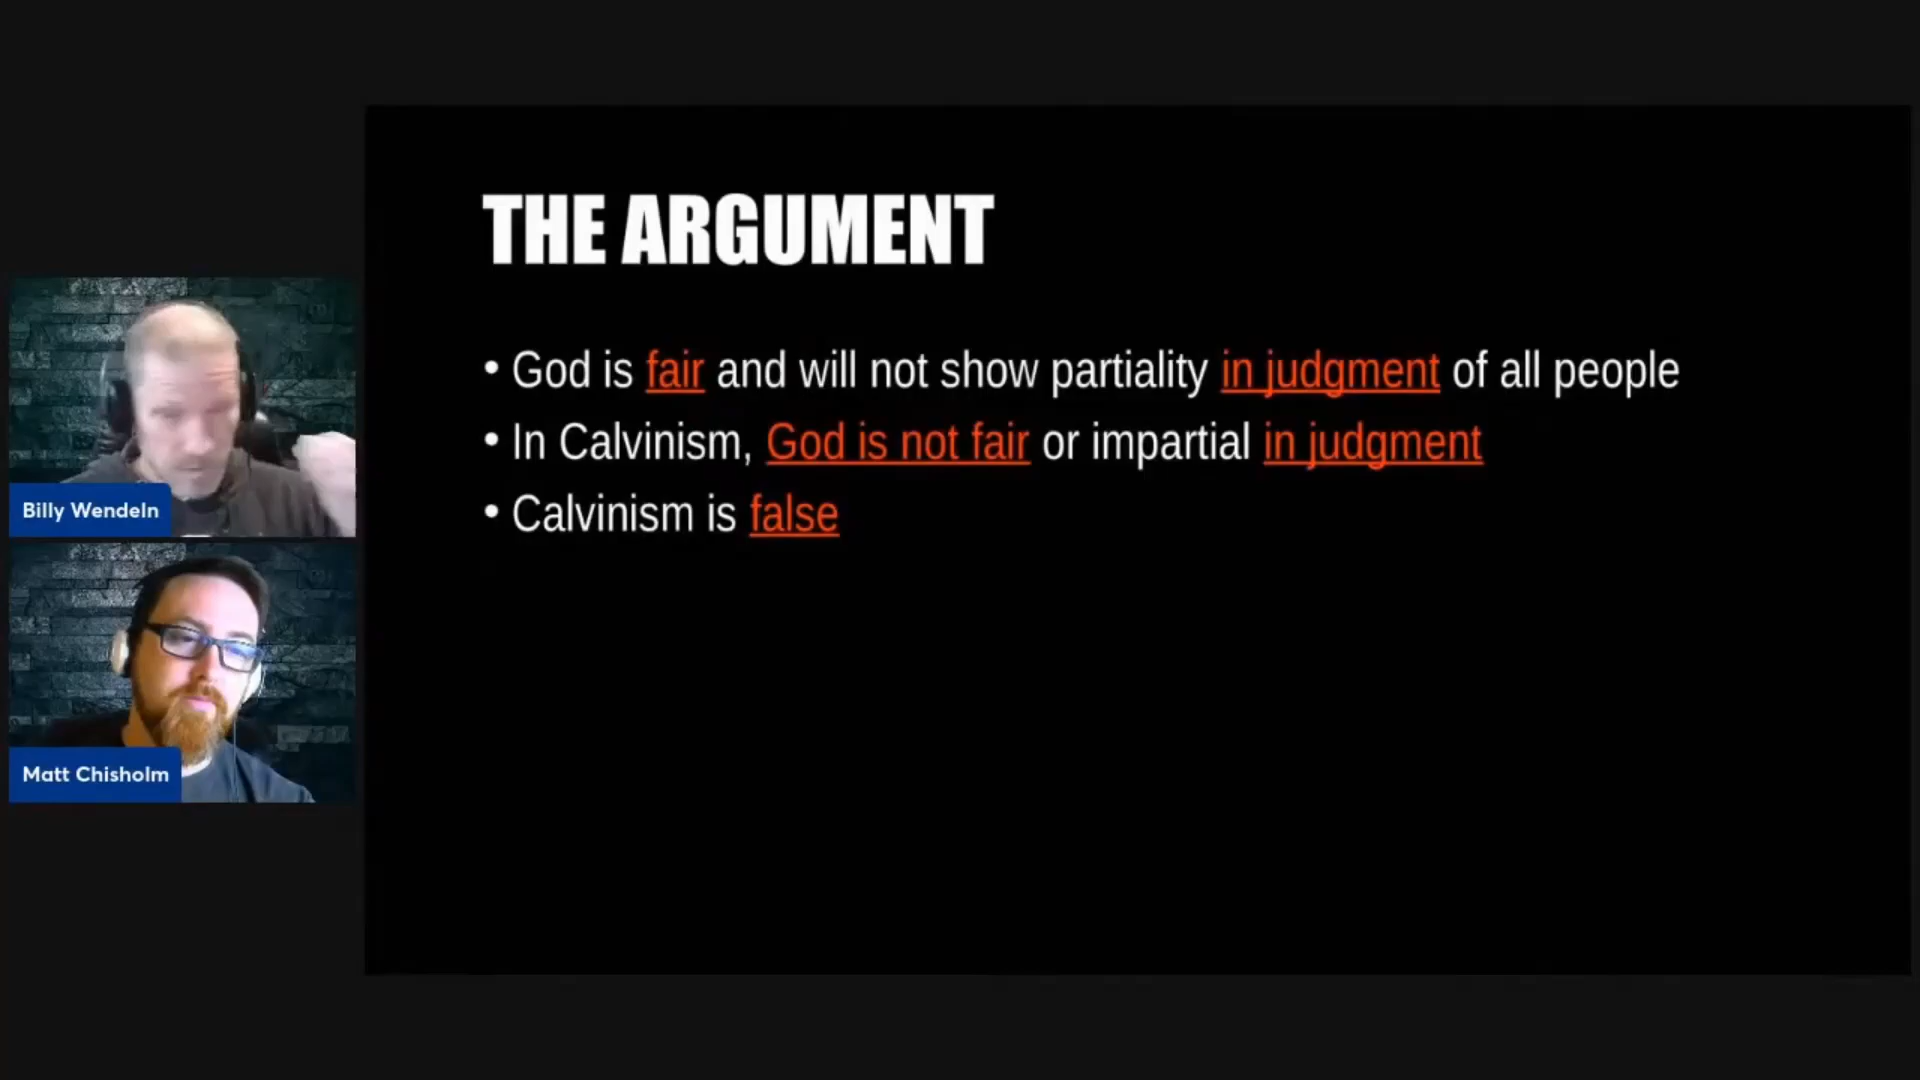 THE ARGUMENT
• God is fair and will not show partiality in judgment of all people
• In Calvinism, God is not fair or impartial in judgment
• Calvinism is false
Billy Wendeln
Matt Chisholm